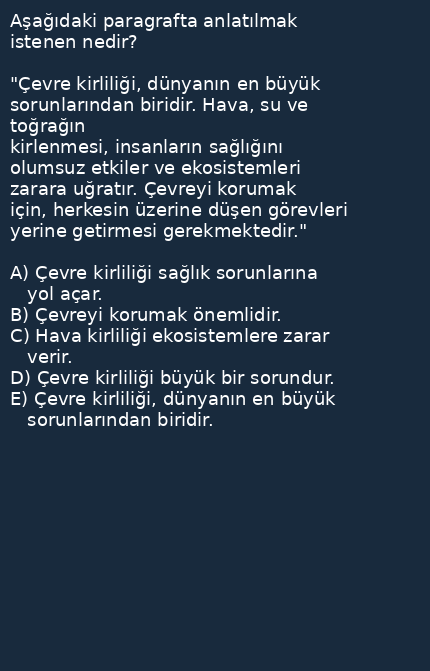 Aşağıdaki paragrafta anlatılmak
istenen nedir?
"Çevre kirliliği, dünyanın en büyük
sorunlarından biridir. Hava, su ve
toğrağın
kirlenmesi, insanların sağlığını
olumsuz etkiler ve ekosistemleri
zarara uğratır. Çevreyi korumak
için, herkesin üzerine düşen görevleri
yerine getirmesi gerekmektedir."
A) Çevre kirliliği sağlık sorunlarına
yol açar.
B) Çevreyi korumak önemlidir.
C) Hava kirliliği ekosistemlere zarar
verir.
D) Çevre kirliliği büyük bir sorundur.
E) Çevre kirliliği, dünyanın en büyük
sorunlarından biridir.